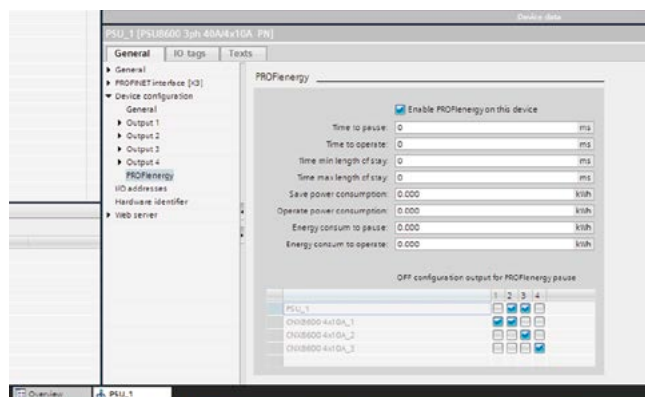 Device data
PSU_1 [PSU8600 3ph 40A/4x10A PN]
General IO tags Texts
General
PROFINET interface [X3]
Device configuration
General
Output 1
Output 2
Output 3
Output 4
PROFIenergy
I/O addresses
Hardware identifier
Web server
PROFIenergy
Enable PROFIenergy on this device
Time to pause: 0 ms
Time to operate: 0 ms
Time min length of stay: 0 ms
Time max length of stay: 0 ms
Save power consumption: 0.000 kWh
Operate power consumption: 0.000 kWh
Energy consum to pause: 0.000 kWh
Energy consum to operate: 0.000 kWh
OFF configuration output for PROFIenergy pause
1 2 3 4
PSU_1
CNX8600 4x10A_1
CNX8600 4x10A_2
CNX8600 4x10A_3
Overview PSU_1